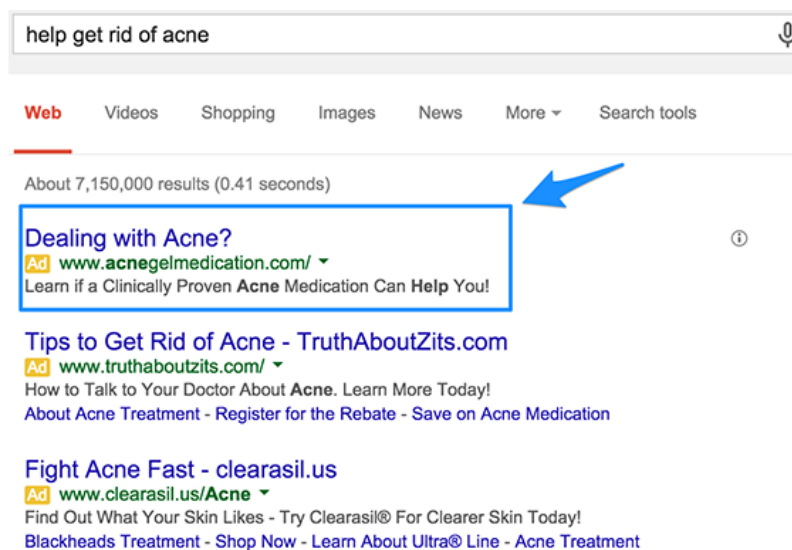 help get rid of acne
Web Videos Shopping Images News More Search tools
About 7,150,000 results (0.41 seconds)
Dealing with Acne?
Ad www.acnegelmedication.com/
Learn if a Clinically Proven Acne Medication Can Help You!
Tips to Get Rid of Acne - TruthAboutZits.com
Ad www.truthaboutzits.com/
How to Talk to Your Doctor About Acne. Learn More Today!
About Acne Treatment - Register for the Rebate - Save on Acne Medication
Fight Acne Fast - clearasil.us
Ad www.clearasil.us/Acne
Find Out What Your Skin Likes - Try Clearasil® For Clearer Skin Today!
Blackheads Treatment - Shop Now - Learn About Ultra® Line - Acne Treatment